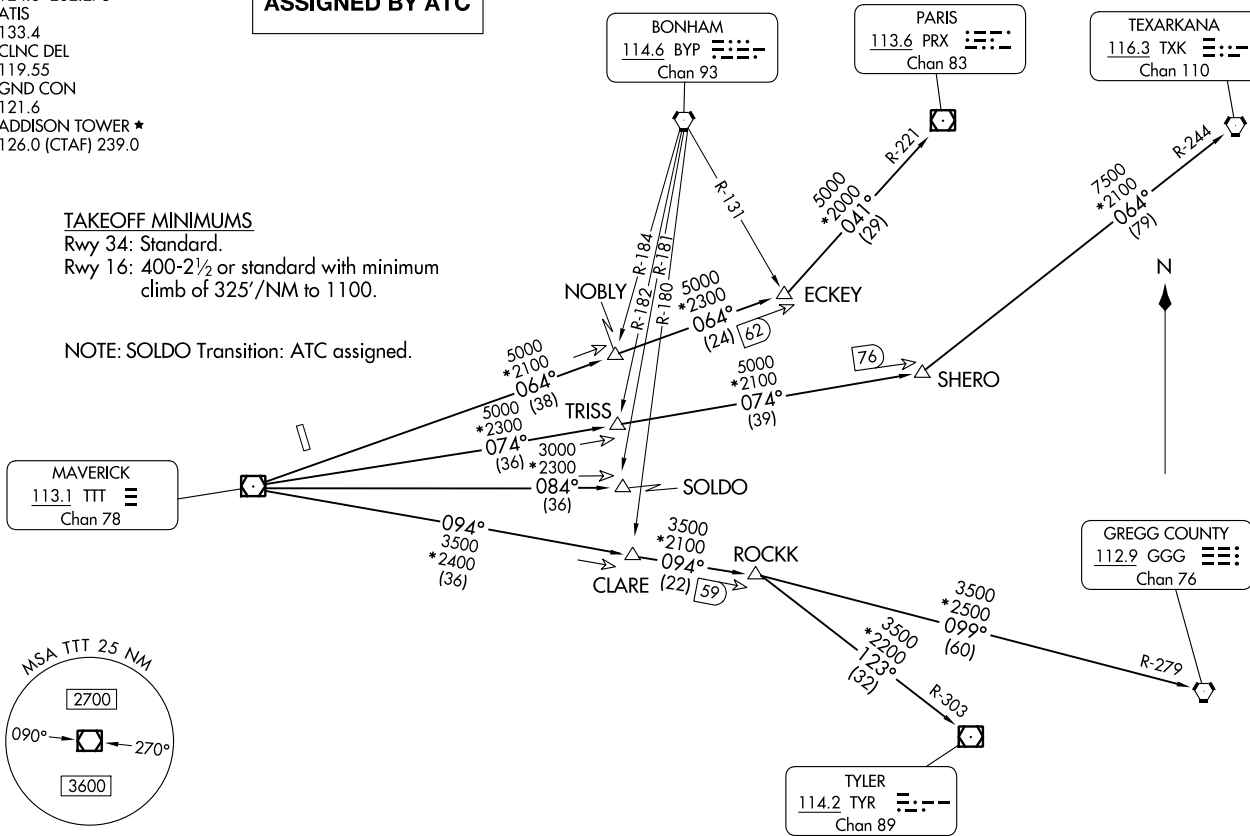 ATIS
133.4
CLNC DEL
119.55
GND CON
121.6
ADDISON TOWER ★
126.0 (CTAF) 239.0
ASSIGNED BY ATC
TAKEOFF MINIMUMS
Rwy 34: Standard.
Rwy 16: 400-2½ or standard with minimum
climb of 325'/NM to 1100.
NOTE: SOLDO Transition: ATC assigned.
BONHAM
114.6 BYP
Chan 93
PARIS
113.6 PRX
Chan 83
TEXARKANA
116.3 TXK
Chan 110
R-221
R-244
R-131
R-184
R-181
R-182
R-180
5000
*2000
041°
(29)
7500
*2100
064°
(79)
N
NOBLY
5000
*2300
064°
(24)
62
ECKEY
5000
*2100
064°
(38)
76
SHERO
5000
*2100
074°
(39)
TRISS
5000
*2300
074°
(36)
3000
*2300
084°
(36)
SOLDO
MAVERICK
113.1 TTT
Chan 78
094°
3500
*2400
(36)
CLARE
3500
*2100
094°
(22)
59
ROCKK
GREGG COUNTY
112.9 GGG
Chan 76
3500
*2500
099°
(60)
R-279
3500
*2200
123°
(32)
R-303
TYLER
114.2 TYR
Chan 89
MSA TTT 25 NM
2700
090°
270°
3600